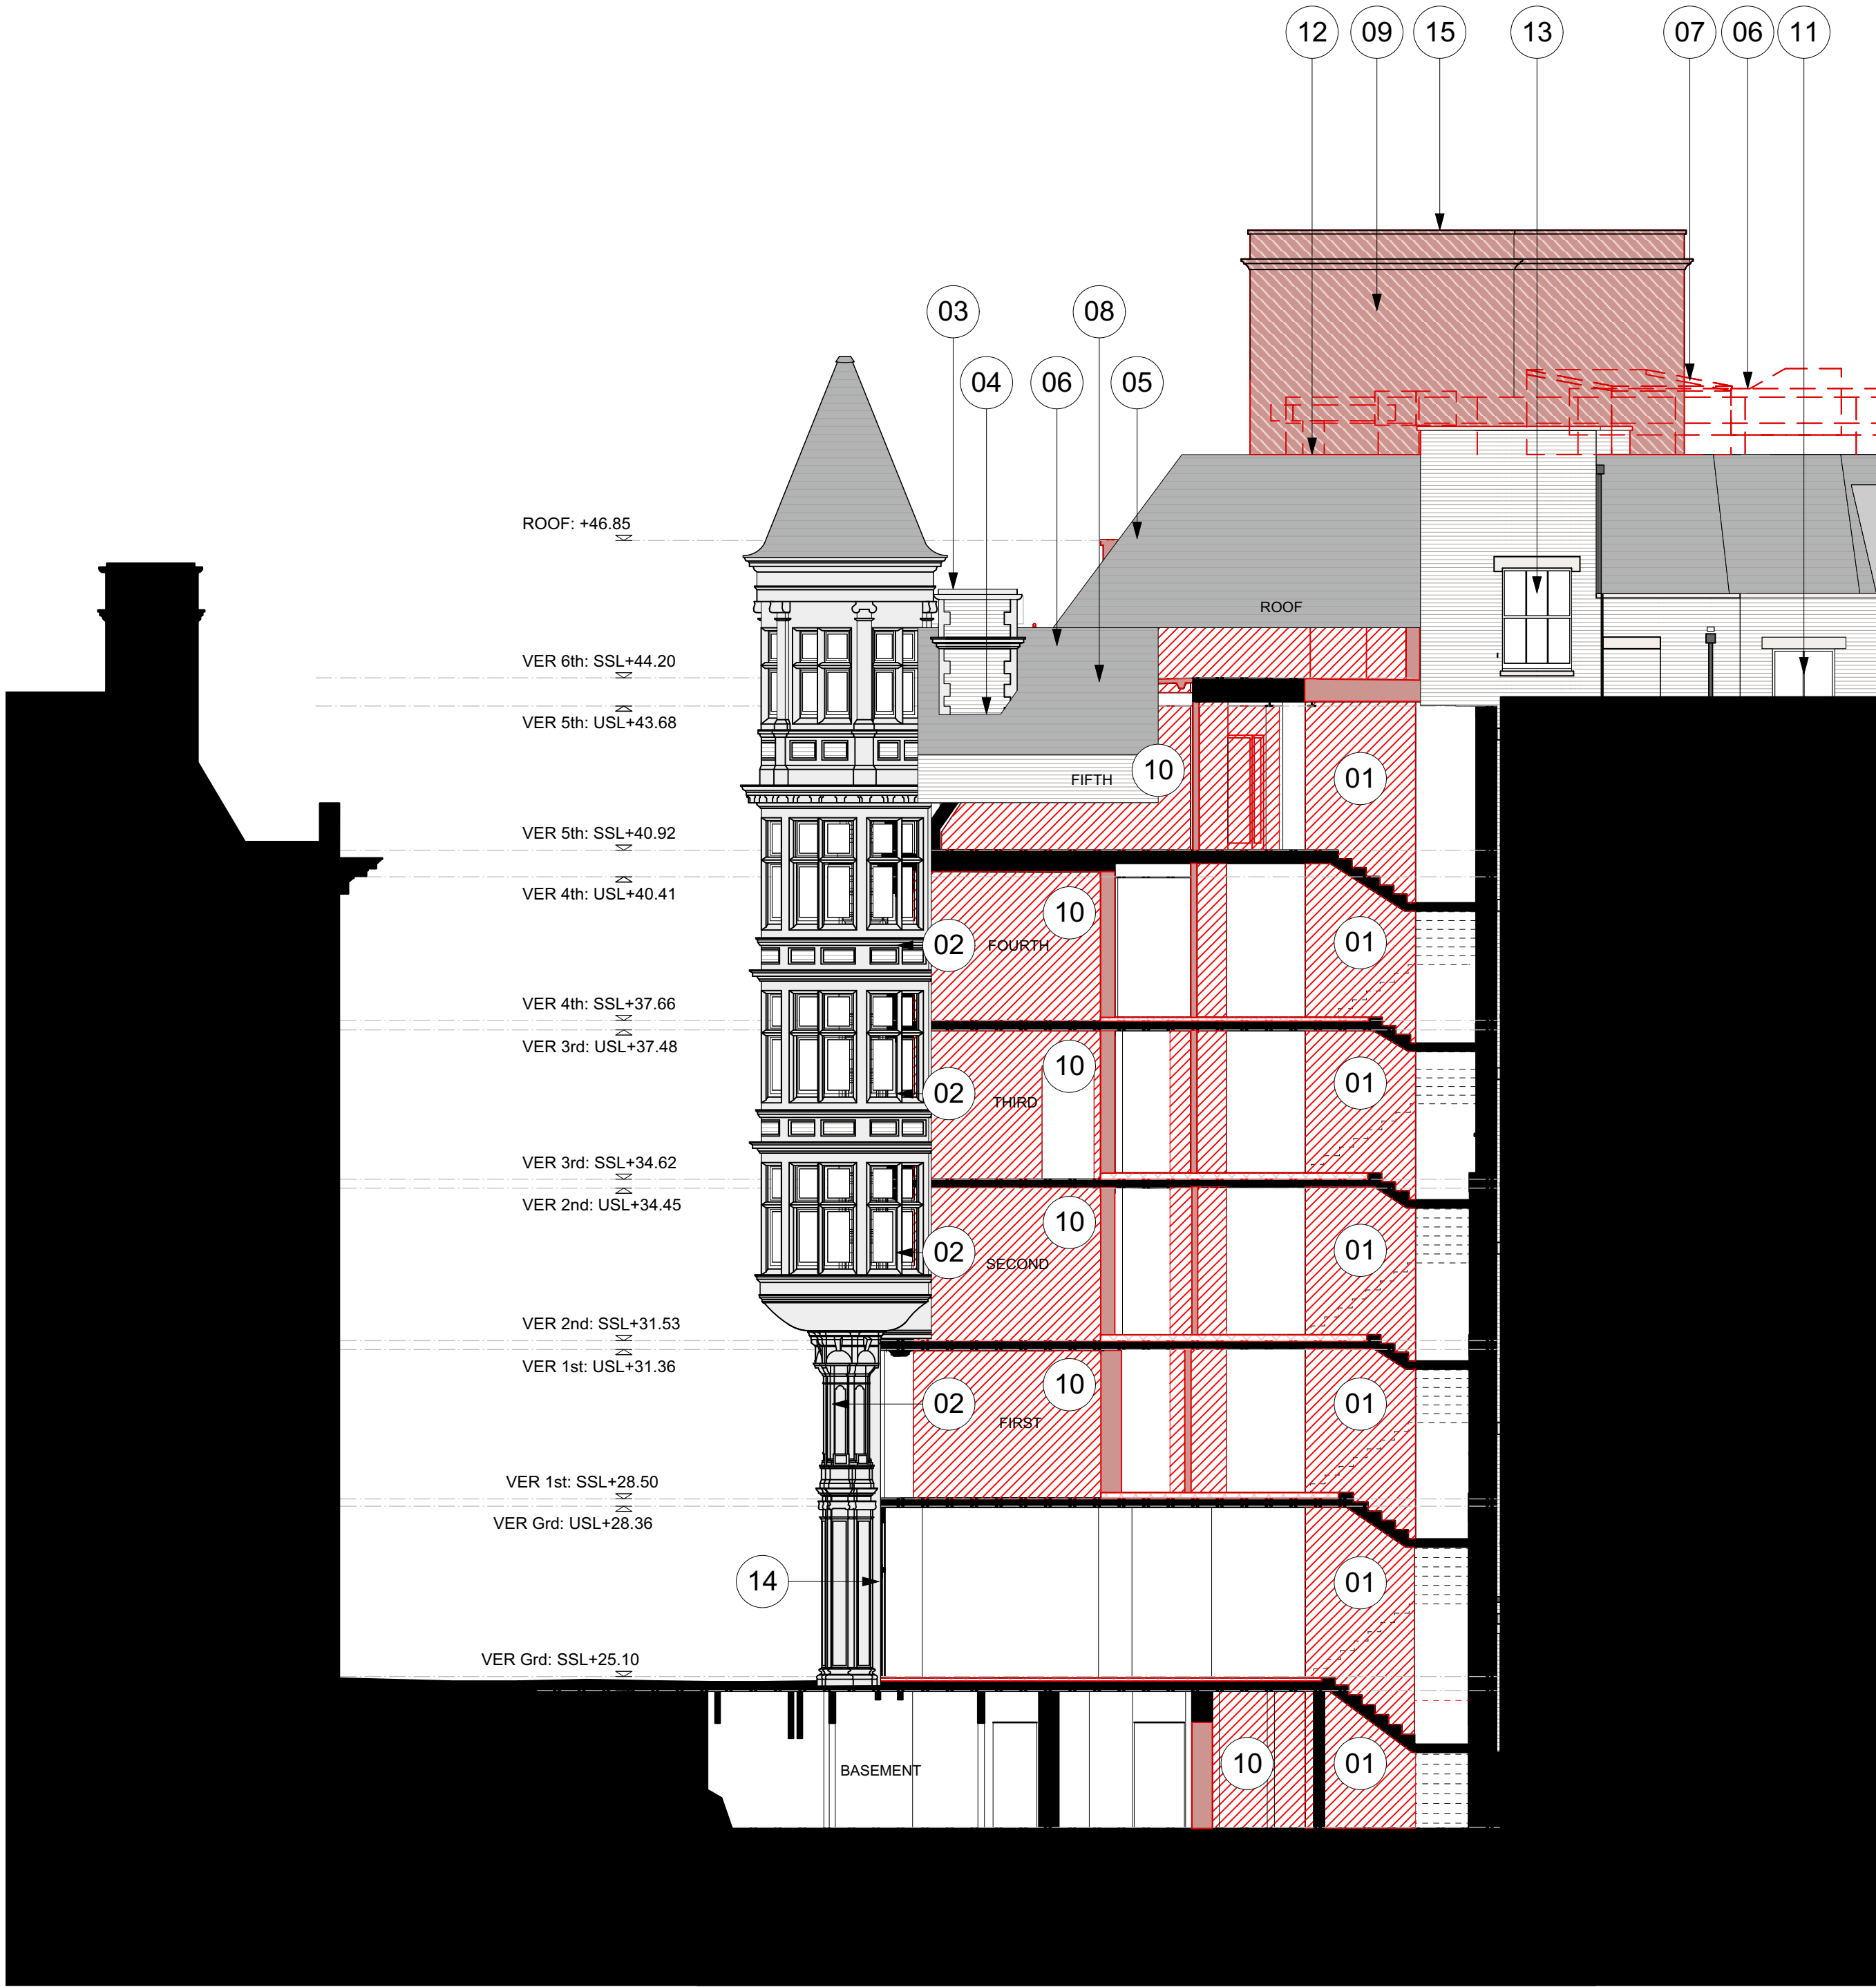 12 09 15 13 07 06 11
03 08
04 06 05
ROOF: +46.85
ROOF
VER 6th: SSL+44.20
VER 5th: USL+43.68
10 01
FIFTH
VER 5th: SSL+40.92
VER 4th: USL+40.41
10
02 FOURTH 01
VER 4th: SSL+37.66
VER 3rd: USL+37.48
10
02 THIRD 01
VER 3rd: SSL+34.62
VER 2nd: USL+34.45
10
02 SECOND 01
VER 2nd: SSL+31.53
VER 1st: USL+31.36
10
02 FIRST 01
VER 1st: SSL+28.50
VER Grd: USL+28.36
14 01
VER Grd: SSL+25.10
BASEMENT 10 01